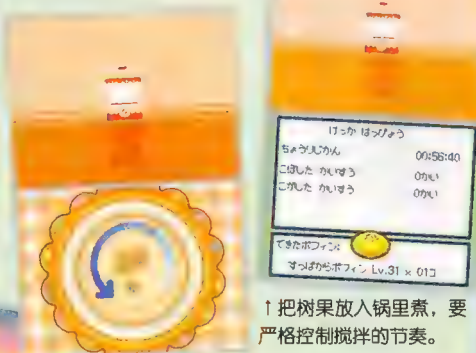 けっか はっぴょう
ちょうりじかん 00:56:40
こぼした かいすう 0かい
こがした かいすう 0かい
できたポフィン:
すっぱからポフィン Lv.31 × 01コ
↑把树果放入锅里煮，要
严格控制搅拌的节奏。